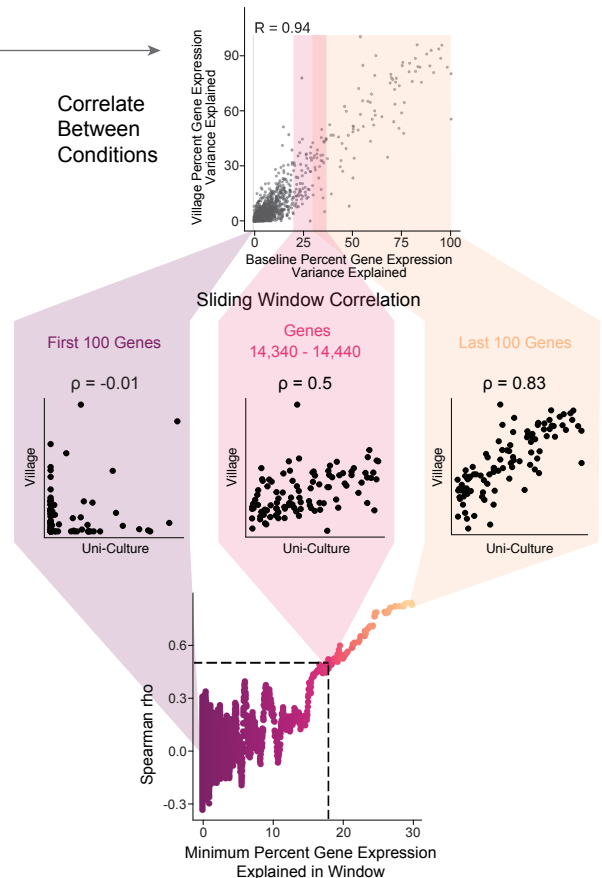 R = 0.94
Correlate
Between
Conditions
Village Percent Gene Expression
Variance Explained
90
60
30
0
0 25 50 75 100
Baseline Percent Gene Expression
Variance Explained
Sliding Window Correlation
First 100 Genes
Genes
14,340 - 14,440
Last 100 Genes
ρ = -0.01
ρ = 0.5
ρ = 0.83
Village
Village
Village
Uni-Culture
Uni-Culture
Uni-Culture
Spearman rho
0.6
0.3
0.0
-0.3
0 10 20 30
Minimum Percent Gene Expression
Explained in Window